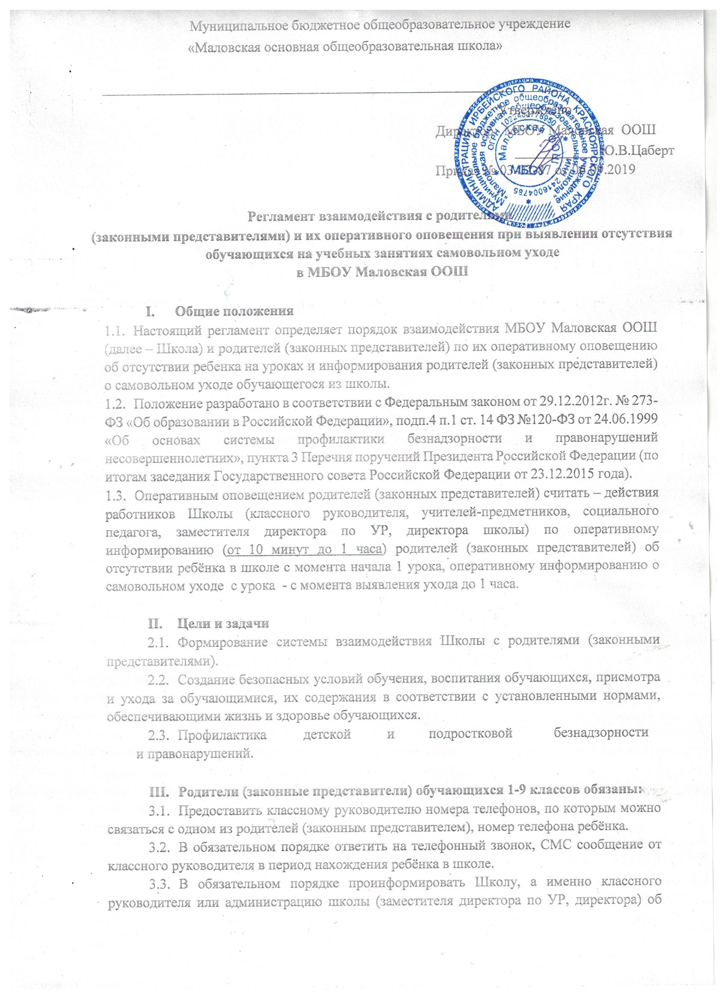 Муниципальное бюджетное общеобразовательное учреждение
«Маловская основная общеобразовательная школа»
Утверждено
Директор МБОУ Маловская ООШ
О.В.Цаберт
Приказ № 03-02-87 от .09.2019
АДМИНИСТРАЦИЯ ИРБЕЙСКОГО РАЙОНА КРАСНОЯРСКОГО КРАЯ
Муниципальное бюджетное общеобразовательное учреждение
"Маловская основная общеобразовательная школа"
ОГРН 1022400778950
ИНН 2416004785
Маловская ООШ
МБОУ
Регламент взаимодействия с родителями
(законными представителями) и их оперативного оповещения при выявлении отсутствия
обучающихся на учебных занятиях самовольном уходе
в МБОУ Маловская ООШ
I. Общие положения
1.1. Настоящий регламент определяет порядок взаимодействия МБОУ Маловская ООШ
(далее – Школа) и родителей (законных представителей) по их оперативному оповещению
об отсутствии ребенка на уроках и информирования родителей (законных представителей)
о самовольном уходе обучающегося из школы.
1.2. Положение разработано в соответствии с Федеральным законом от 29.12.2012г. № 273-
ФЗ «Об образовании в Российской Федерации», подп.4 п.1 ст. 14 ФЗ №120-ФЗ от 24.06.1999
«Об основах системы профилактики безнадзорности и правонарушений
несовершеннолетних», пункта 3 Перечня поручений Президента Российской Федерации (по
итогам заседания Государственного совета Российской Федерации от 23.12.2015 года).
1.3. Оперативным оповещением родителей (законных представителей) считать – действия
работников Школы (классного руководителя, учителей-предметников, социального
педагога, заместителя директора по УР, директора школы) по оперативному
информированию (от 10 минут до 1 часа) родителей (законных представителей) об
отсутствии ребёнка в школе с момента начала 1 урока, оперативному информированию о
самовольном уходе с урока - с момента выявления ухода до 1 часа.
II. Цели и задачи
2.1. Формирование системы взаимодействия Школы с родителями (законными
представителями).
2.2. Создание безопасных условий обучения, воспитания обучающихся, присмотра
и ухода за обучающимися, их содержания в соответствии с установленными нормами,
обеспечивающими жизнь и здоровье обучающихся.
2.3. Профилактика детской и подростковой безнадзорности
и правонарушений.
III. Родители (законные представители) обучающихся 1-9 классов обязаны:
3.1. Предоставить классному руководителю номера телефонов, по которым можно
связаться с одном из родителей (законным представителем), номер телефона ребёнка.
3.2. В обязательном порядке ответить на телефонный звонок, СМС сообщение от
классного руководителя в период нахождения ребёнка в школе.
3.3. В обязательном порядке проинформировать Школу, а именно классного
руководителя или администрацию школы (заместителя директора по УР, директора) об